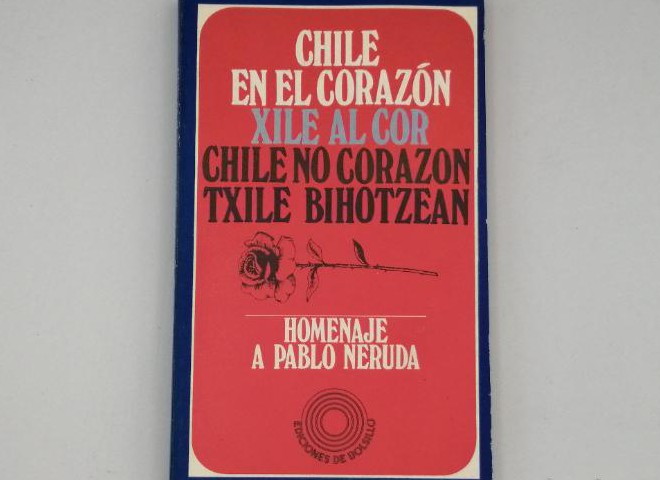 CHILE
EN EL CORAZÓN
XILE AL COR
CHILE NO CORAZON
TXILE BIHOTZEAN
HOMENAJE
A PABLO NERUDA
EDICIONES DE BOLSILLO